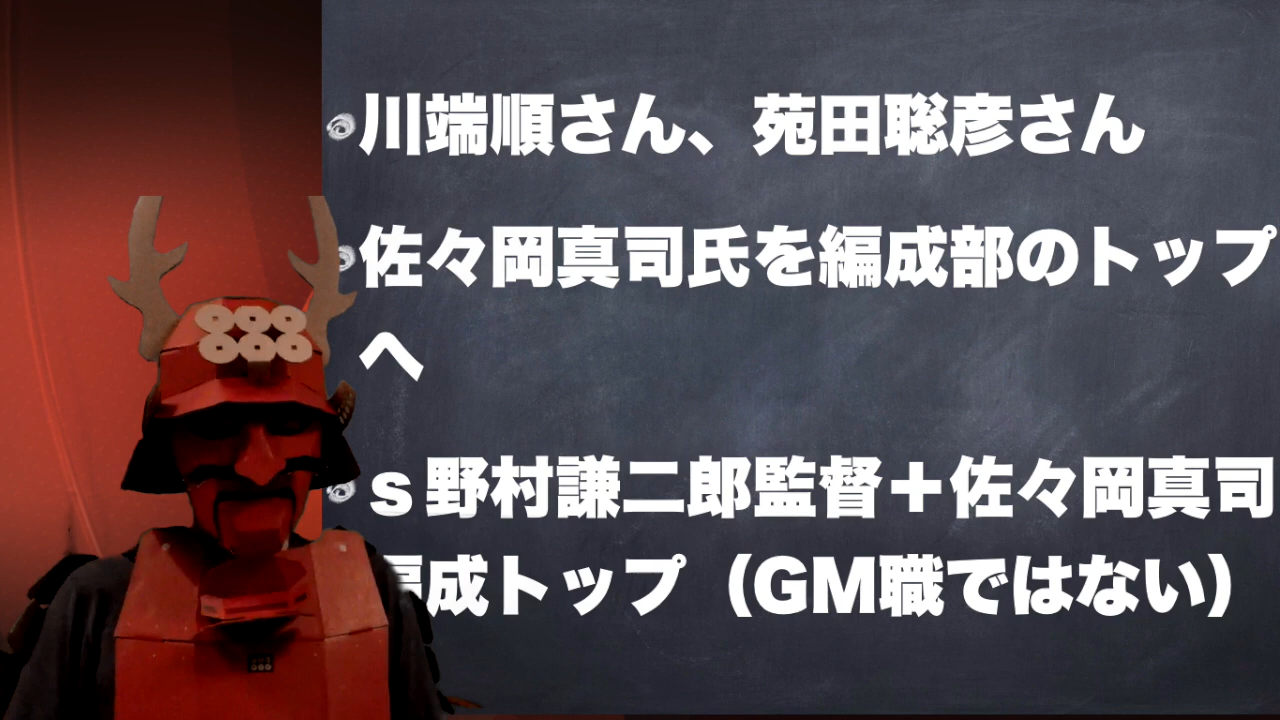 川端順さん、苑田聡彦さん
佐々岡真司氏を編成部のトップ
へ
ｓ野村謙二郎監督＋佐々岡真司
編成トップ（GM職ではない）